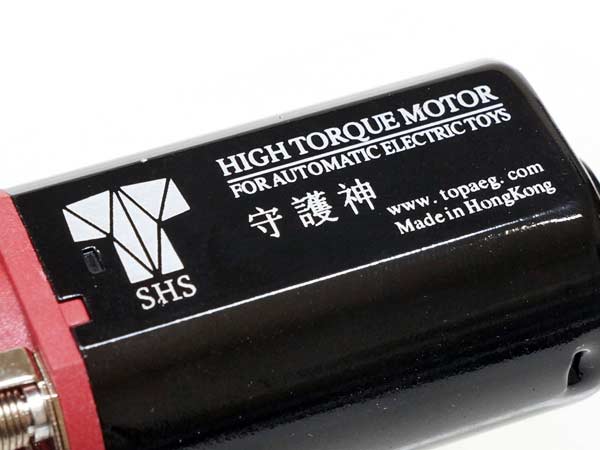 HIGH TORQUE MOTOR
FOR AUTOMATIC ELECTRIC TOYS
守護神
www.topaeg.com
Made in HongKong
SHS